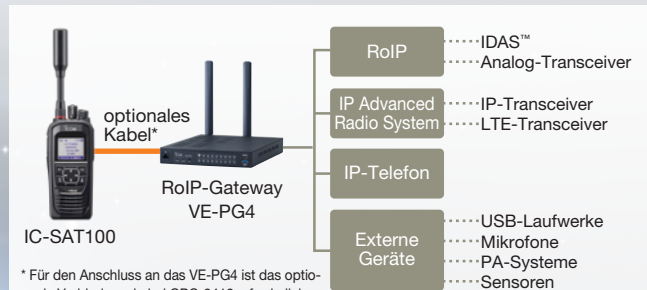 RoIP
IDAS™
Analog-Transceiver
IP Advanced
Radio System
IP-Transceiver
LTE-Transceiver
IP-Telefon
Externe
Geräte
USB-Laufwerke
Mikrofone
PA-Systeme
Sensoren
optionales
Kabel*
RoIP-Gateway
VE-PG4
IC-SAT100
* Für den Anschluss an das VE-PG4 ist das optio-